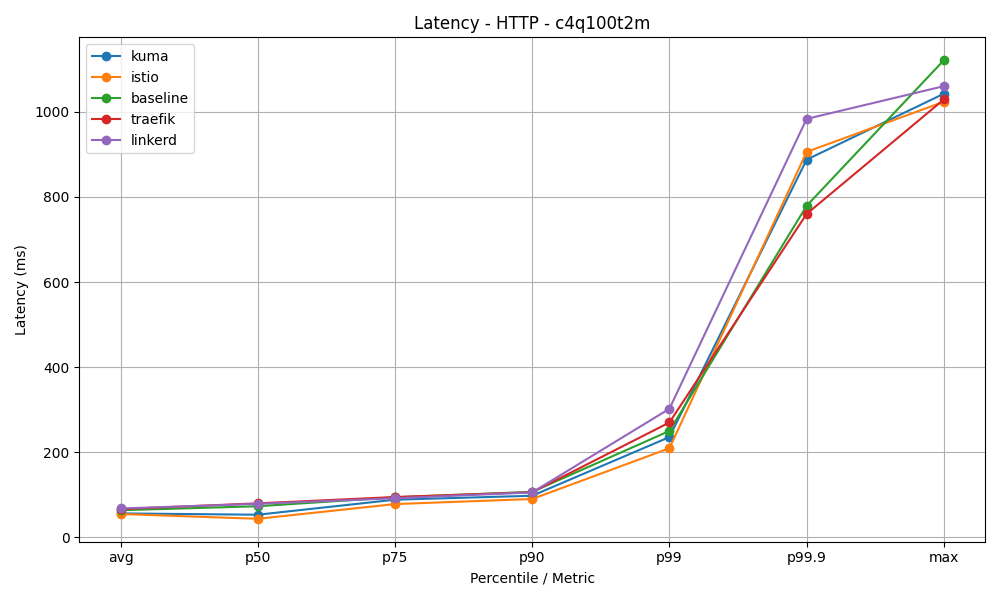 Latency - HTTP - c4q100t2m
kuma
istio
baseline
traefik
linkerd
1000
800
600
400
200
0
Latency (ms)
avg p50 p75 p90 p99 p99.9 max
Percentile / Metric